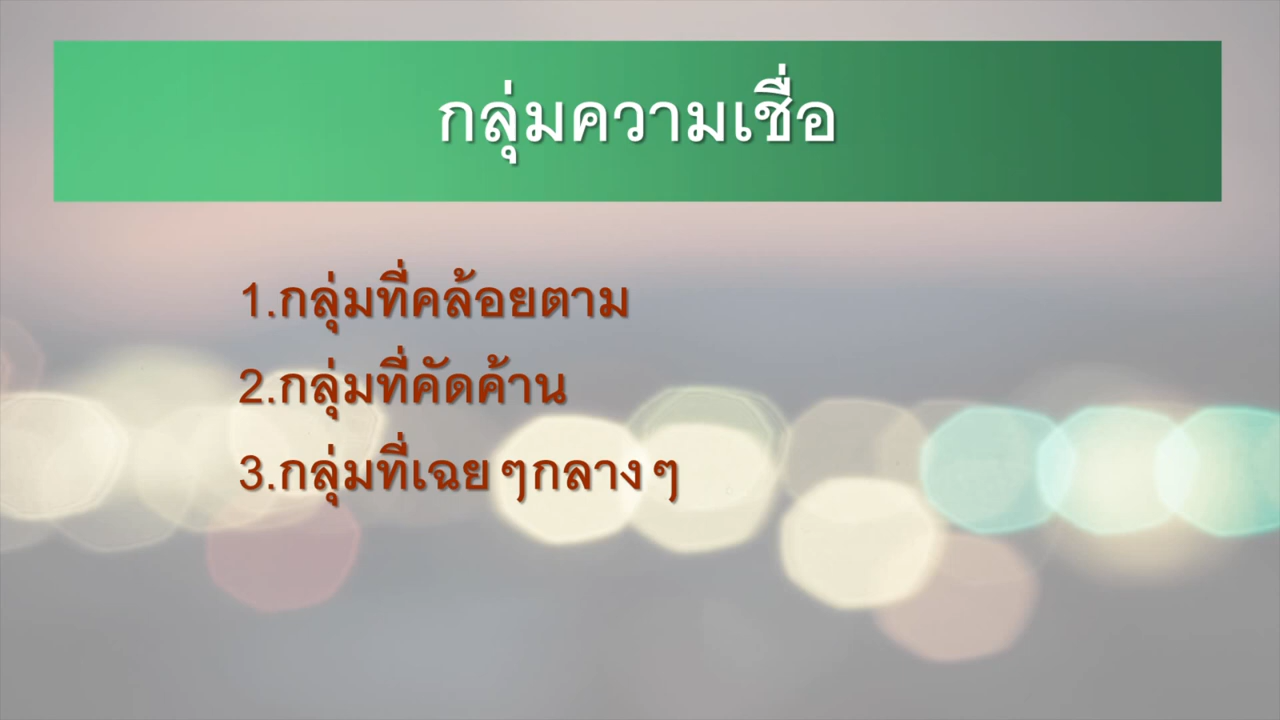 กลุ่มความเชื่อ
1.กลุ่มที่คล้อยตาม
2.กลุ่มที่คัดค้าน
3.กลุ่มที่เฉยๆกลางๆ